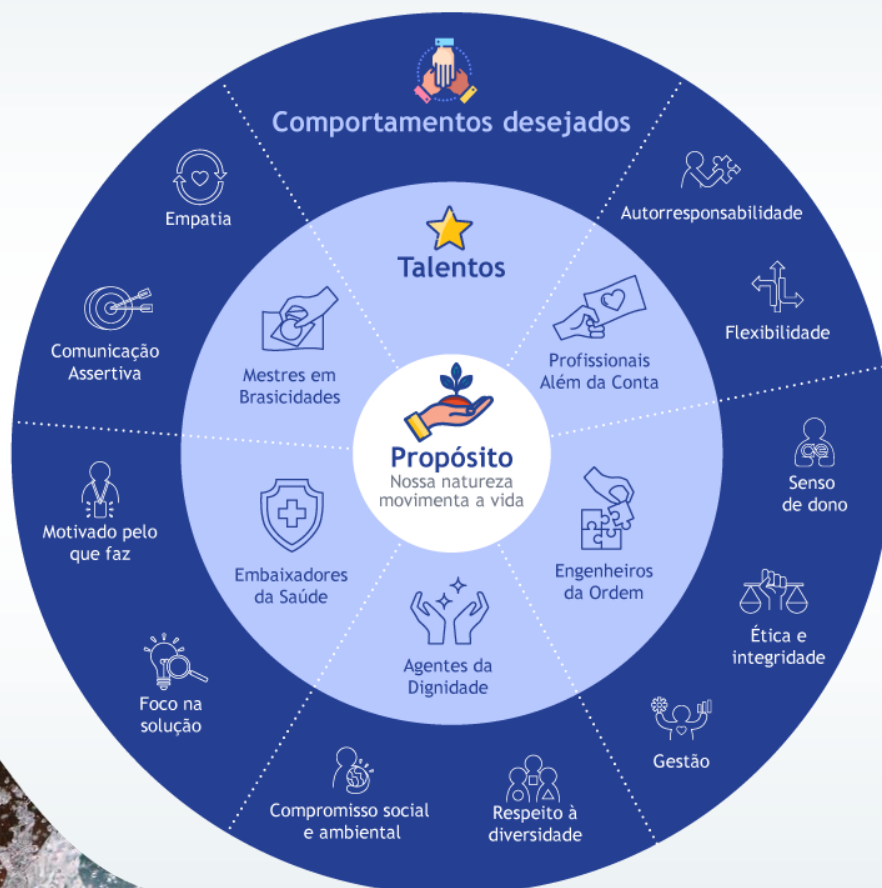 Comportamentos desejados
Talentos
Propósito
Nossa natureza
movimenta a vida
Autorresponsabilidade
Flexibilidade
Profissionais
Além da Conta
Senso
de dono
Ética e
integridade
Gestão
Engenheiros
da Ordem
Respeito à
diversidade
Compromisso social
e ambiental
Agentes da
Dignidade
Foco na
solução
Motivado pelo
que faz
Embaixadores
da Saúde
Comunicação
Assertiva
Empatia
Mestres em
Brasicidades